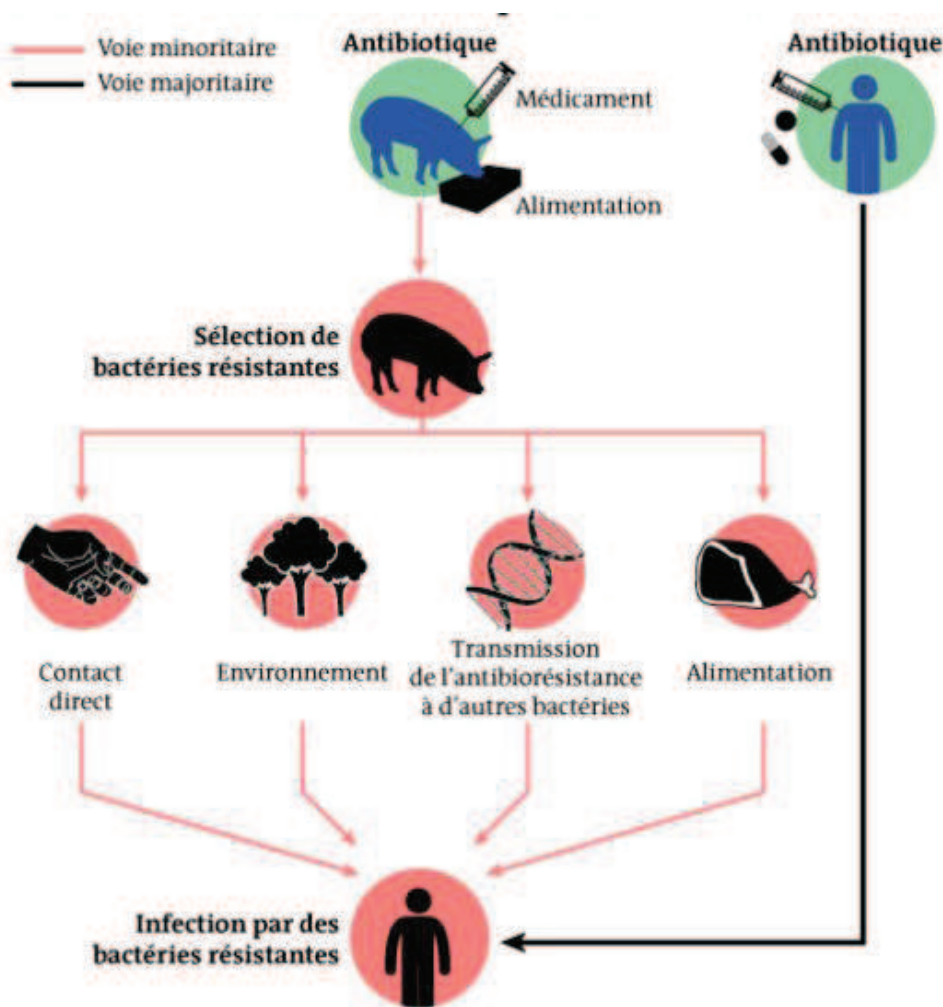 Voie minoritaire
Voie majoritaire
Antibiotique
Antibiotique
Médicament
Alimentation
Sélection de
bactéries résistantes
Contact
direct
Environnement
Transmission
de l'antibiorésistance
à d'autres bactéries
Alimentation
Infection par des
bactéries résistantes